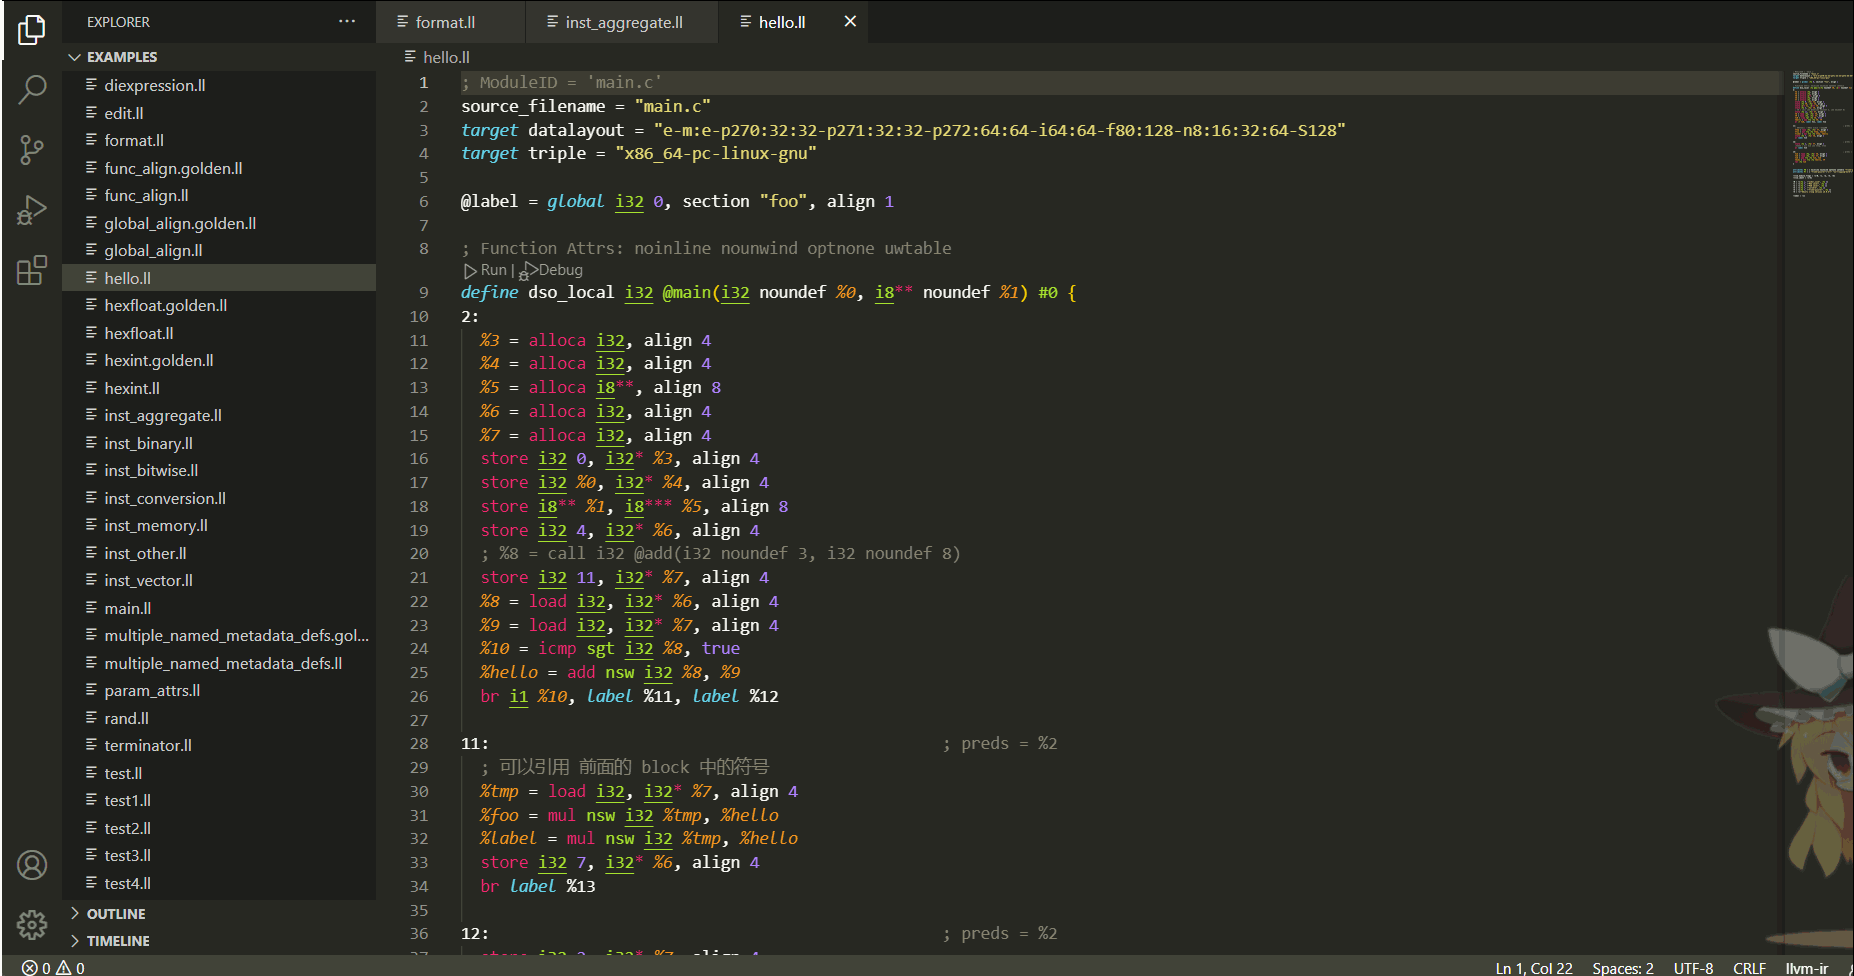 EXPLORER
EXAMPLES
diexpression.ll
edit.ll
format.ll
func_align.golden.ll
func_align.ll
global_align.golden.ll
global_align.ll
hello.ll
hexfloat.golden.ll
hexfloat.ll
hexint.golden.ll
hexint.ll
inst_aggregate.ll
inst_binary.ll
inst_bitwise.ll
inst_conversion.ll
inst_memory.ll
inst_other.ll
inst_vector.ll
main.ll
multiple_named_metadata_defs.gol...
multiple_named_metadata_defs.ll
param_attrs.ll
rand.ll
terminator.ll
test.ll
test1.ll
test2.ll
test3.ll
test4.ll
OUTLINE
TIMELINE
format.ll inst_aggregate.ll hello.ll
hello.ll
1 ; ModuleID = 'main.c'
2 source_filename = "main.c"
3 target datalayout = "e-m:e-p270:32:32-p271:32:32-p272:64:64-i64:64-f80:128-n8:16:32:64-S128"
4 target triple = "x86_64-pc-linux-gnu"
5
6 @label = global i32 0, section "foo", align 1
7
8 ; Function Attrs: noinline nounwind optnone uwtable
Run | Debug
9 define dso_local i32 @main(i32 noundef %0, i8** noundef %1) #0 {
10 2:
11 %3 = alloca i32, align 4
12 %4 = alloca i32, align 4
13 %5 = alloca i8**, align 8
14 %6 = alloca i32, align 4
15 %7 = alloca i32, align 4
16 store i32 0, i32* %3, align 4
17 store i32 %0, i32* %4, align 4
18 store i8** %1, i8*** %5, align 8
19 store i32 4, i32* %6, align 4
20 ; %8 = call i32 @add(i32 noundef 3, i32 noundef 8)
21 store i32 11, i32* %7, align 4
22 %8 = load i32, i32* %6, align 4
23 %9 = load i32, i32* %7, align 4
24 %10 = icmp sgt i32 %8, true
25 %hello = add nsw i32 %8, %9
26 br i1 %10, label %11, label %12
27
28 11: ; preds = %2
29 ; 可以引用 前面的 block 中的符号
30 %tmp = load i32, i32* %7, align 4
31 %foo = mul nsw i32 %tmp, %hello
32 %label = mul nsw i32 %tmp, %hello
33 store i32 7, i32* %6, align 4
34 br label %13
35
36 12: ; preds = %2
0 0 Ln 1, Col 22 Spaces: 2 UTF-8 CRLF llvm-ir